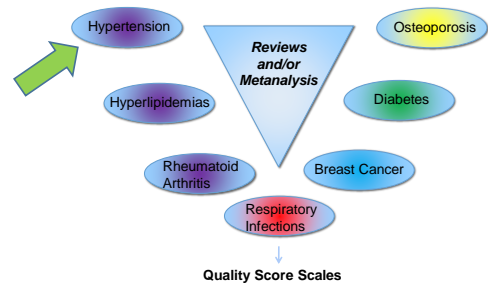 Hypertension
Reviews
and/or
Metanalysis
Osteoporosis
Hyperlipidemias
Diabetes
Rheumatoid
Arthritis
Breast Cancer
Respiratory
Infections
Quality Score Scales